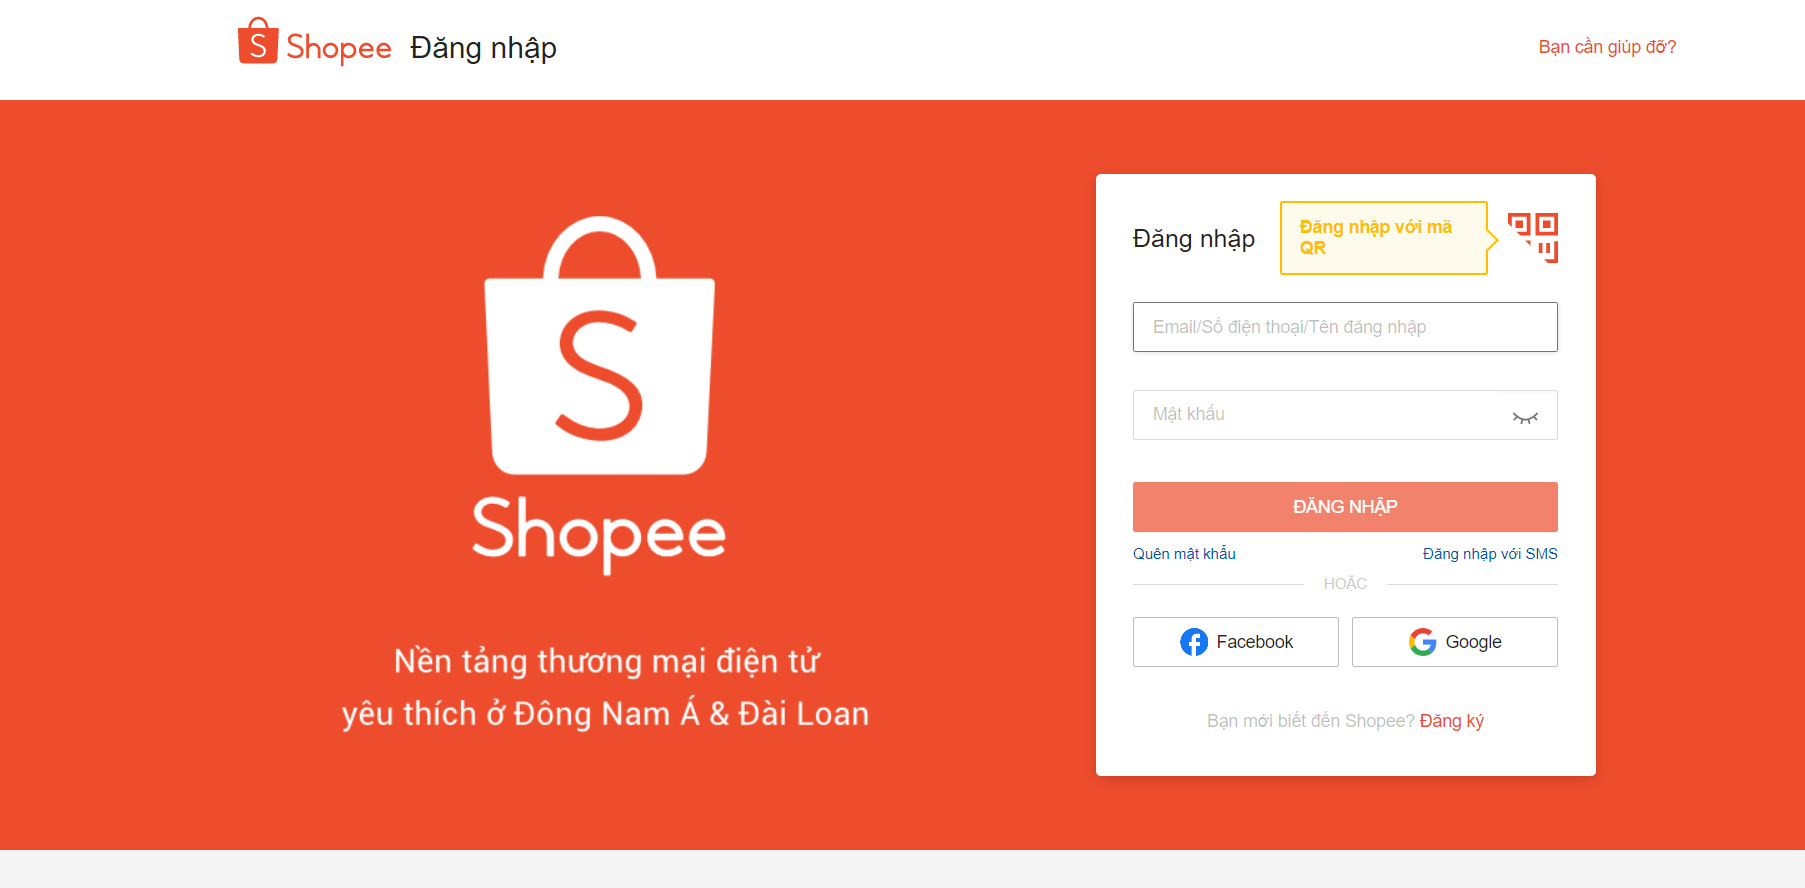 Shopee Đăng nhập
Bạn cần giúp đỡ?
Shopee
Nền tảng thương mại điện tử
yêu thích ở Đông Nam Á & Đài Loan
Đăng nhập
Đăng nhập với mã
QR
Email/Số điện thoại/Tên đăng nhập
Mật khẩu
ĐĂNG NHẬP
Quên mật khẩu
Đăng nhập với SMS
HOẶC
Facebook
Google
Bạn mới biết đến Shopee? Đăng ký